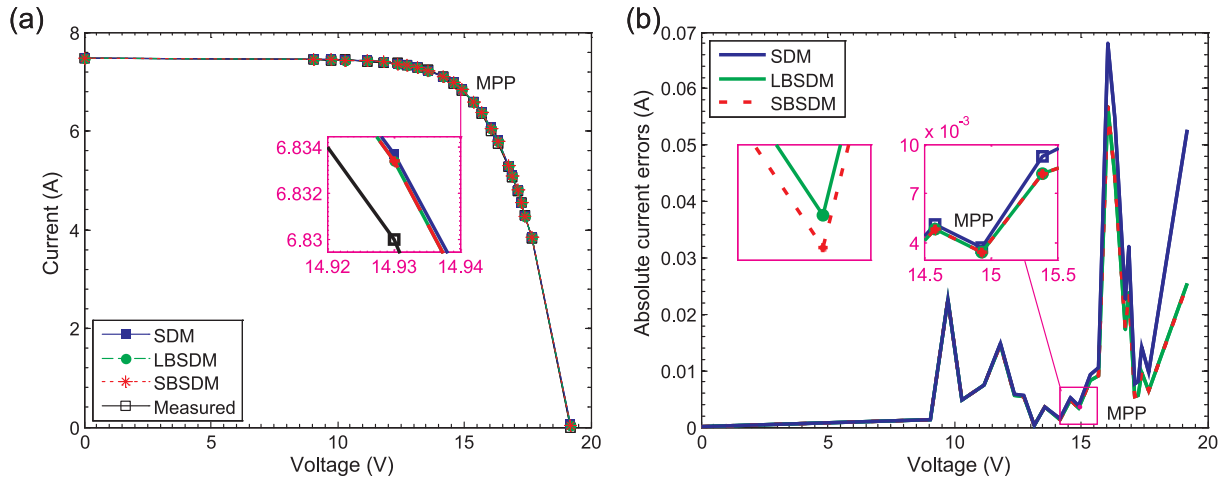 (a)
8
6
4
2
0
0
5
10
15
20
Current (A)
Voltage (V)
MPP
6.834
6.832
6.83
14.92
14.93
14.94
SDM
LBSDM
SBSDM
Measured
(b)
0.07
0.06
0.05
0.04
0.03
0.02
0.01
0
0
5
10
15
20
Absolute current errors (A)
Voltage (V)
SDM
LBSDM
SBSDM
10 x 10⁻³
8
6
4
14.5
15
15.5
MPP
MPP